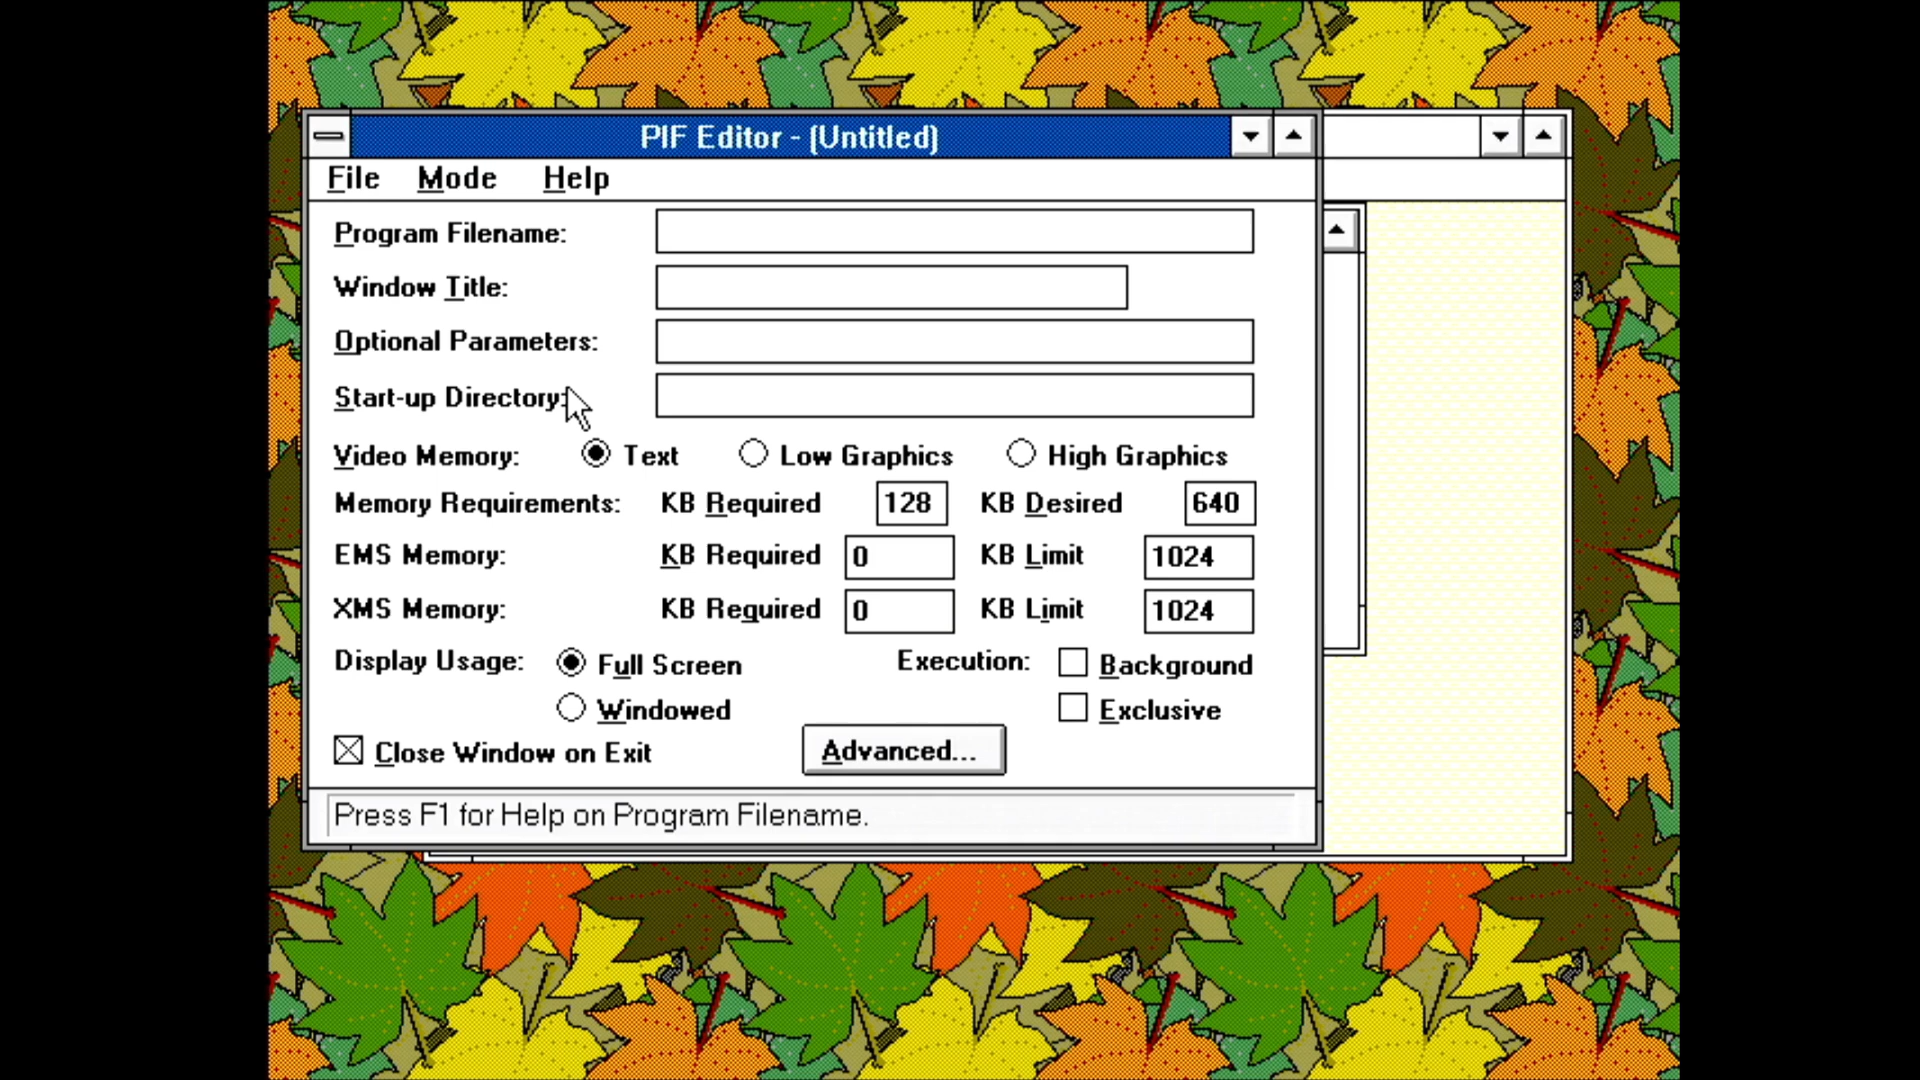 PIF Editor - (Untitled)
File Mode Help
Program Filename:
Window Title:
Optional Parameters:
Start-up Directory:
Video Memory: Text Low Graphics High Graphics
Memory Requirements: KB Required 128 KB Desired 640
EMS Memory: KB Required 0 KB Limit 1024
XMS Memory: KB Required 0 KB Limit 1024
Display Usage: Full Screen Execution: Background
Windowed Exclusive
Close Window on Exit Advanced...
Press F1 for Help on Program Filename.